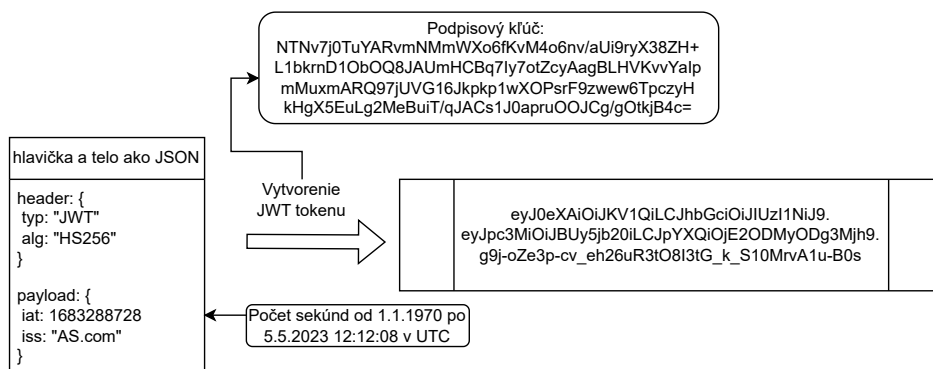 Podpisový kľúč:
NTNv7j0TuYARvmNMmWXo6fKvM4o6nv/aUi9ryX38ZH+
L1bkrnD1ObOQ8JAUmHCBq7Iy7otZcyAagBLHVKvvYaIp
mMuxmARQ97jUVG16Jkpkp1wXOPsrF9zwew6TpczyH
kHgX5EuLg2MeBuiT/qJACs1J0apruOOJCg/gOtkjB4c=
hlavička a telo ako JSON
header: {
typ: "JWT"
alg: "HS256"
}
payload: {
iat: 1683288728
iss: "AS.com"
}
Vytvorenie
JWT tokenu
eyJ0eXAiOiJKV1QiLCJhbGciOiJIUzI1NiJ9.
eyJpc3MiOiJBUy5jb20iLCJpYXQiOjE2ODMyODg3Mjh9.
g9j-oZe3p-cv_eh26uR3tO8I3tG_k_S10MrvA1u-B0s
Počet sekúnd od 1.1.1970 po
5.5.2023 12:12:08 v UTC